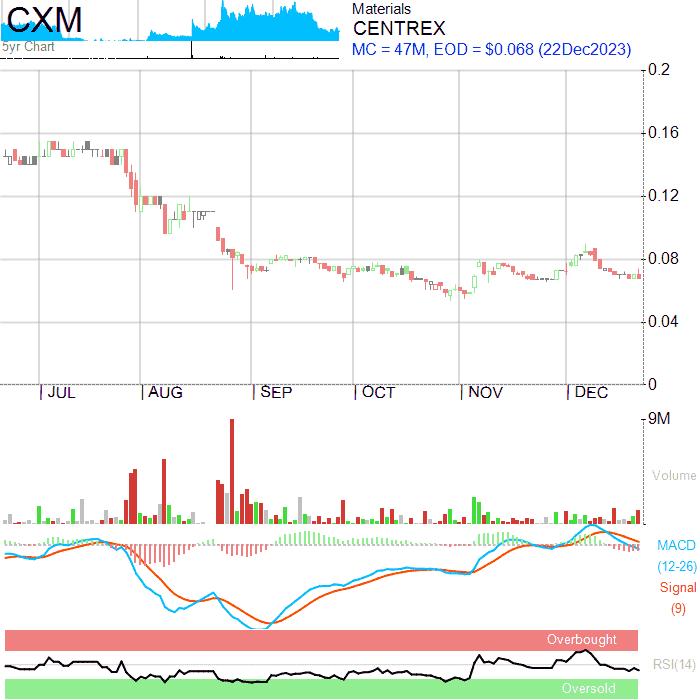 CXM
5yr Chart
Materials
CENTREX
MC = 47M, EOD = $0.068 (22Dec2023)
0.2
0.16
0.12
0.08
0.04
0
JUL AUG SEP OCT NOV DEC
9M
Volume
MACD
(12-26)
Signal
(9)
Overbought
RSI(14)
Oversold